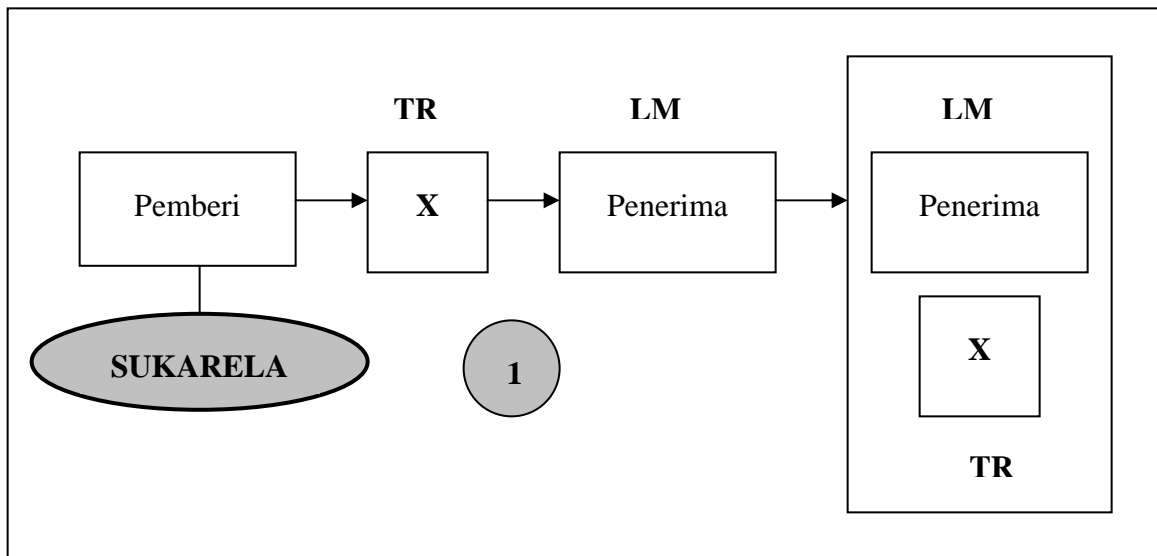 TR
LM
LM
Pemberi
X
Penerima
Penerima
SUKARELA
1
X
TR